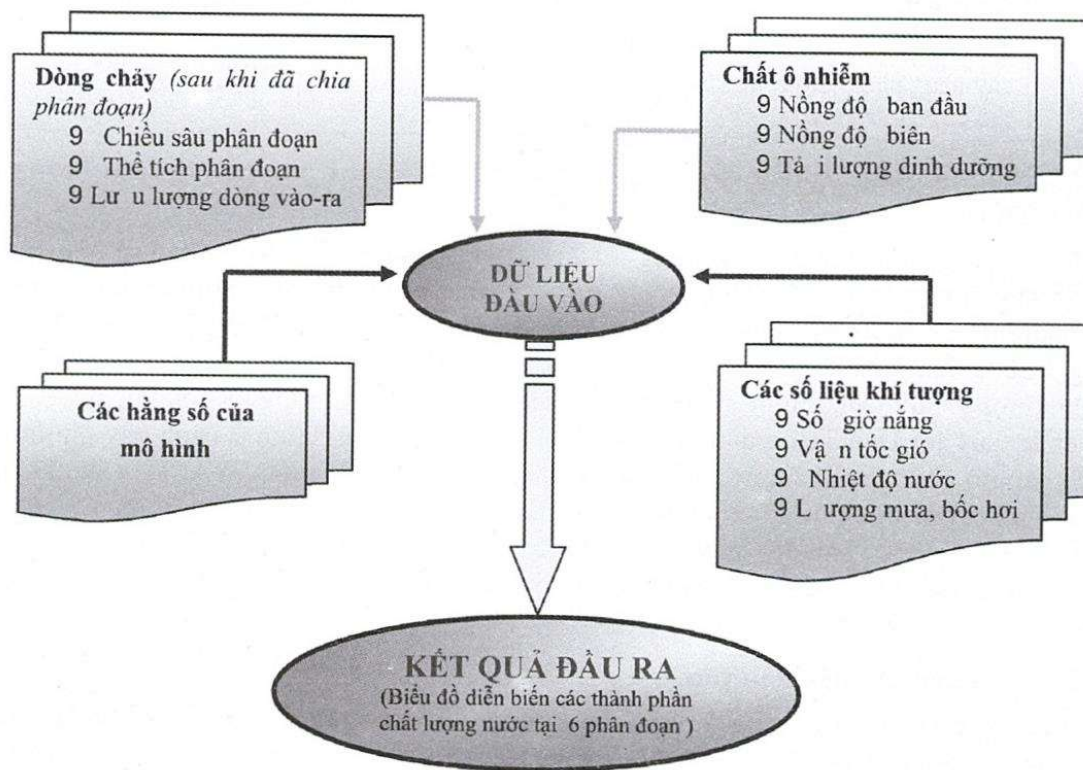 Dòng chảy (sau khi đã chia
phân đoạn)
9 Chiều sâu phân đoạn
9 Thể tích phân đoạn
9 Lư u lượng dòng vào-ra
Chất ô nhiễm
9 Nồng độ ban đầu
9 Nồng độ biên
9 Tả i lượng dinh dưỡng
DỮ LIỆU
ĐẦU VÀO
Các hằng số của
mô hình
Các số liệu khí tượng
9 Số giờ nắng
9 Vậ n tốc gió
9 Nhiệt độ nước
9 L ượng mưa, bốc hơi
KẾT QUẢ ĐẦU RA
(Biểu đồ diễn biến các thành phần
chất lượng nước tại 6 phân đoạn )